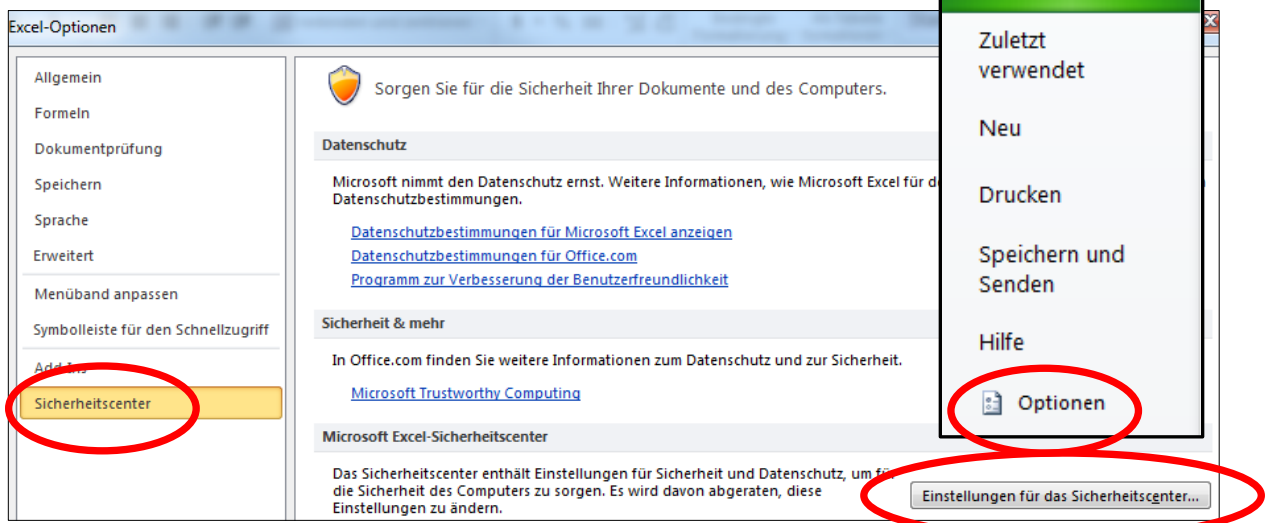 Excel-Optionen
Allgemein
Formeln
Dokumentprüfung
Speichern
Sprache
Erweitert
Menüband anpassen
Symbolleiste für den Schnellzugriff
Add-Ins
Sicherheitscenter
Sorgen Sie für die Sicherheit Ihrer Dokumente und des Computers.
Datenschutz
Microsoft nimmt den Datenschutz ernst. Weitere Informationen, wie Microsoft Excel für
Datenschutzbestimmungen.
Datenschutzbestimmungen für Microsoft Excel anzeigen
Datenschutzbestimmungen für Office.com
Programm zur Verbesserung der Benutzerfreundlichkeit
Sicherheit & mehr
In Office.com finden Sie weitere Informationen zum Datenschutz und zur Sicherheit.
Microsoft Trustworthy Computing
Microsoft Excel-Sicherheitscenter
Das Sicherheitscenter enthält Einstellungen für Sicherheit und Datenschutz, um für
die Sicherheit des Computers zu sorgen. Es wird davon abgeraten, diese
Einstellungen zu ändern.
Einstellungen für das Sicherheitscenter...
Zuletzt
verwendet
Neu
Drucken
Speichern und
Senden
Hilfe
Optionen